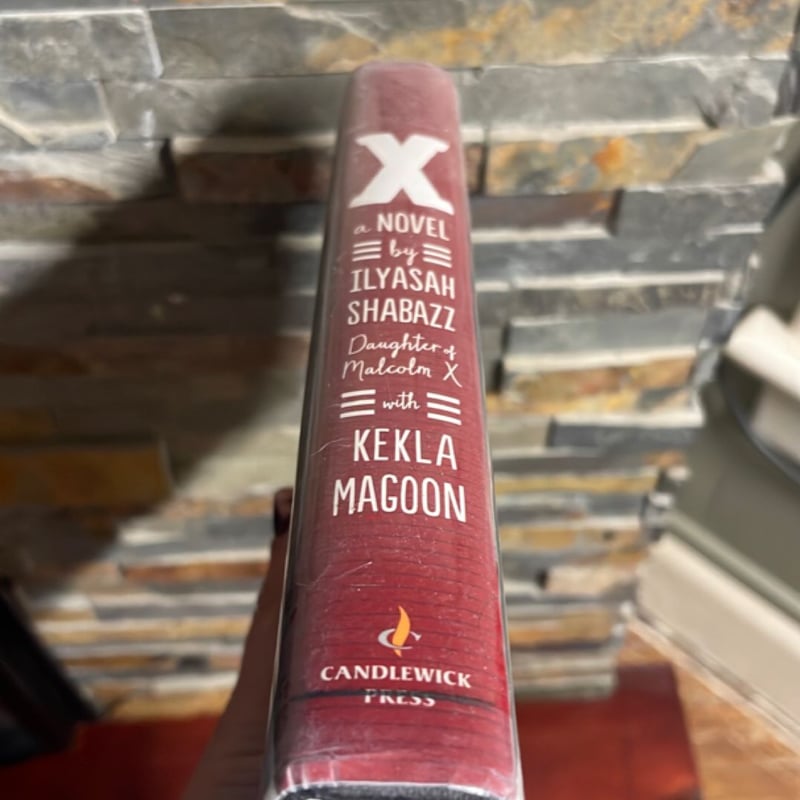 X
a NOVEL
by
ILYASAH
SHABAZZ
Daughter of
Malcolm X
with
KEKLA
MAGOON
C
CANDLEWICK
PRESS